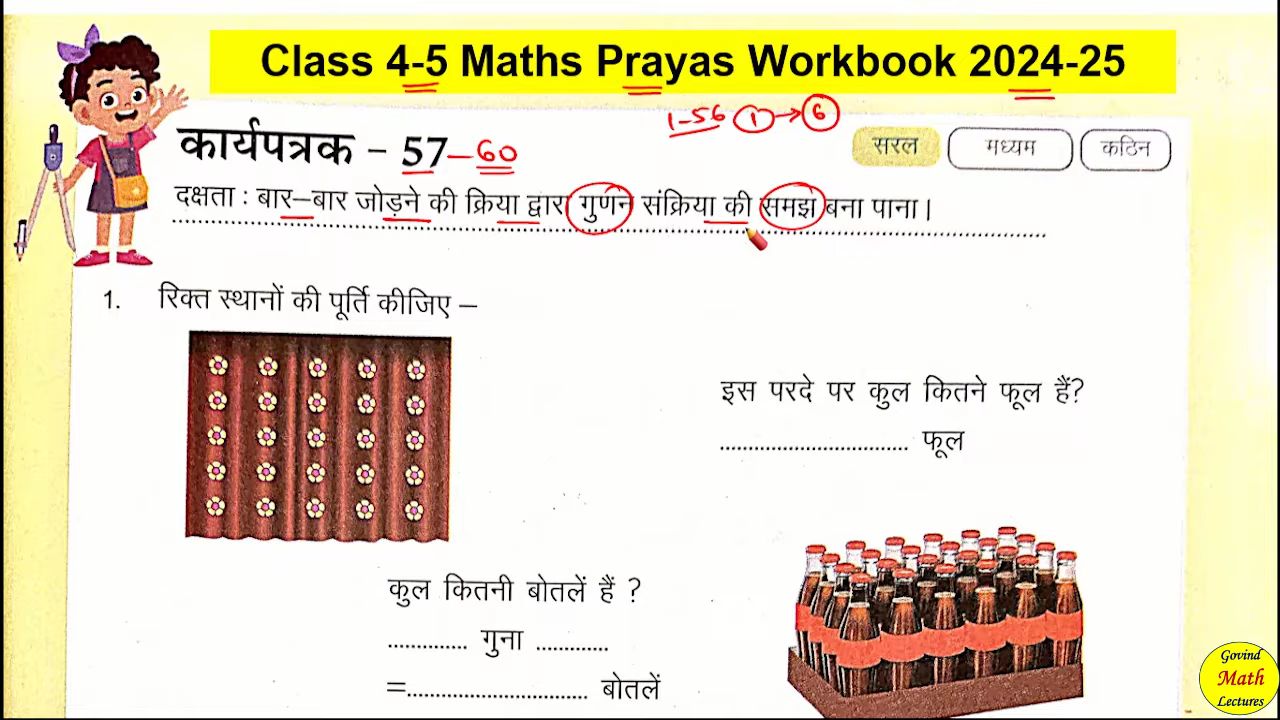 Class 4-5 Maths Prayas Workbook 2024-25
1-56 1 → 6
कार्यपत्रक – 57 – 60
सरल
मध्यम
कठिन
दक्षता : बार–बार जोड़ने की क्रिया द्वारा गुणन संक्रिया की समझ बना पाना।
1. रिक्त स्थानों की पूर्ति कीजिए –
इस परदे पर कुल कितने फूल हैं?
................................ फूल
कुल कितनी बोतलें हैं ?
.............. गुना .............
=............................... बोतलें
Govind
Math
Lectures